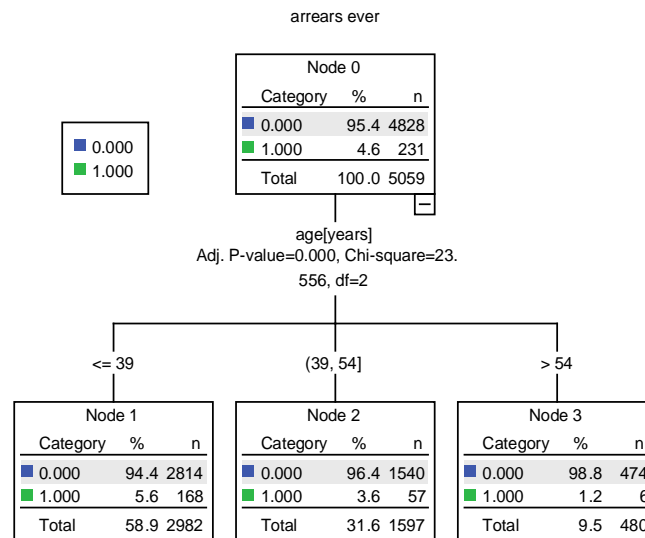 arrears ever
Node 0
Category % n
0.000 95.4 4828
1.000 4.6 231
Total 100.0 5059
0.000
1.000
age[years]
Adj. P-value=0.000, Chi-square=23.
556, df=2
<= 39
(39, 54]
> 54
Node 1
Category % n
0.000 94.4 2814
1.000 5.6 168
Total 58.9 2982
Node 2
Category % n
0.000 96.4 1540
1.000 3.6 57
Total 31.6 1597
Node 3
Category % n
0.000 98.8 474
1.000 1.2 6
Total 9.5 480